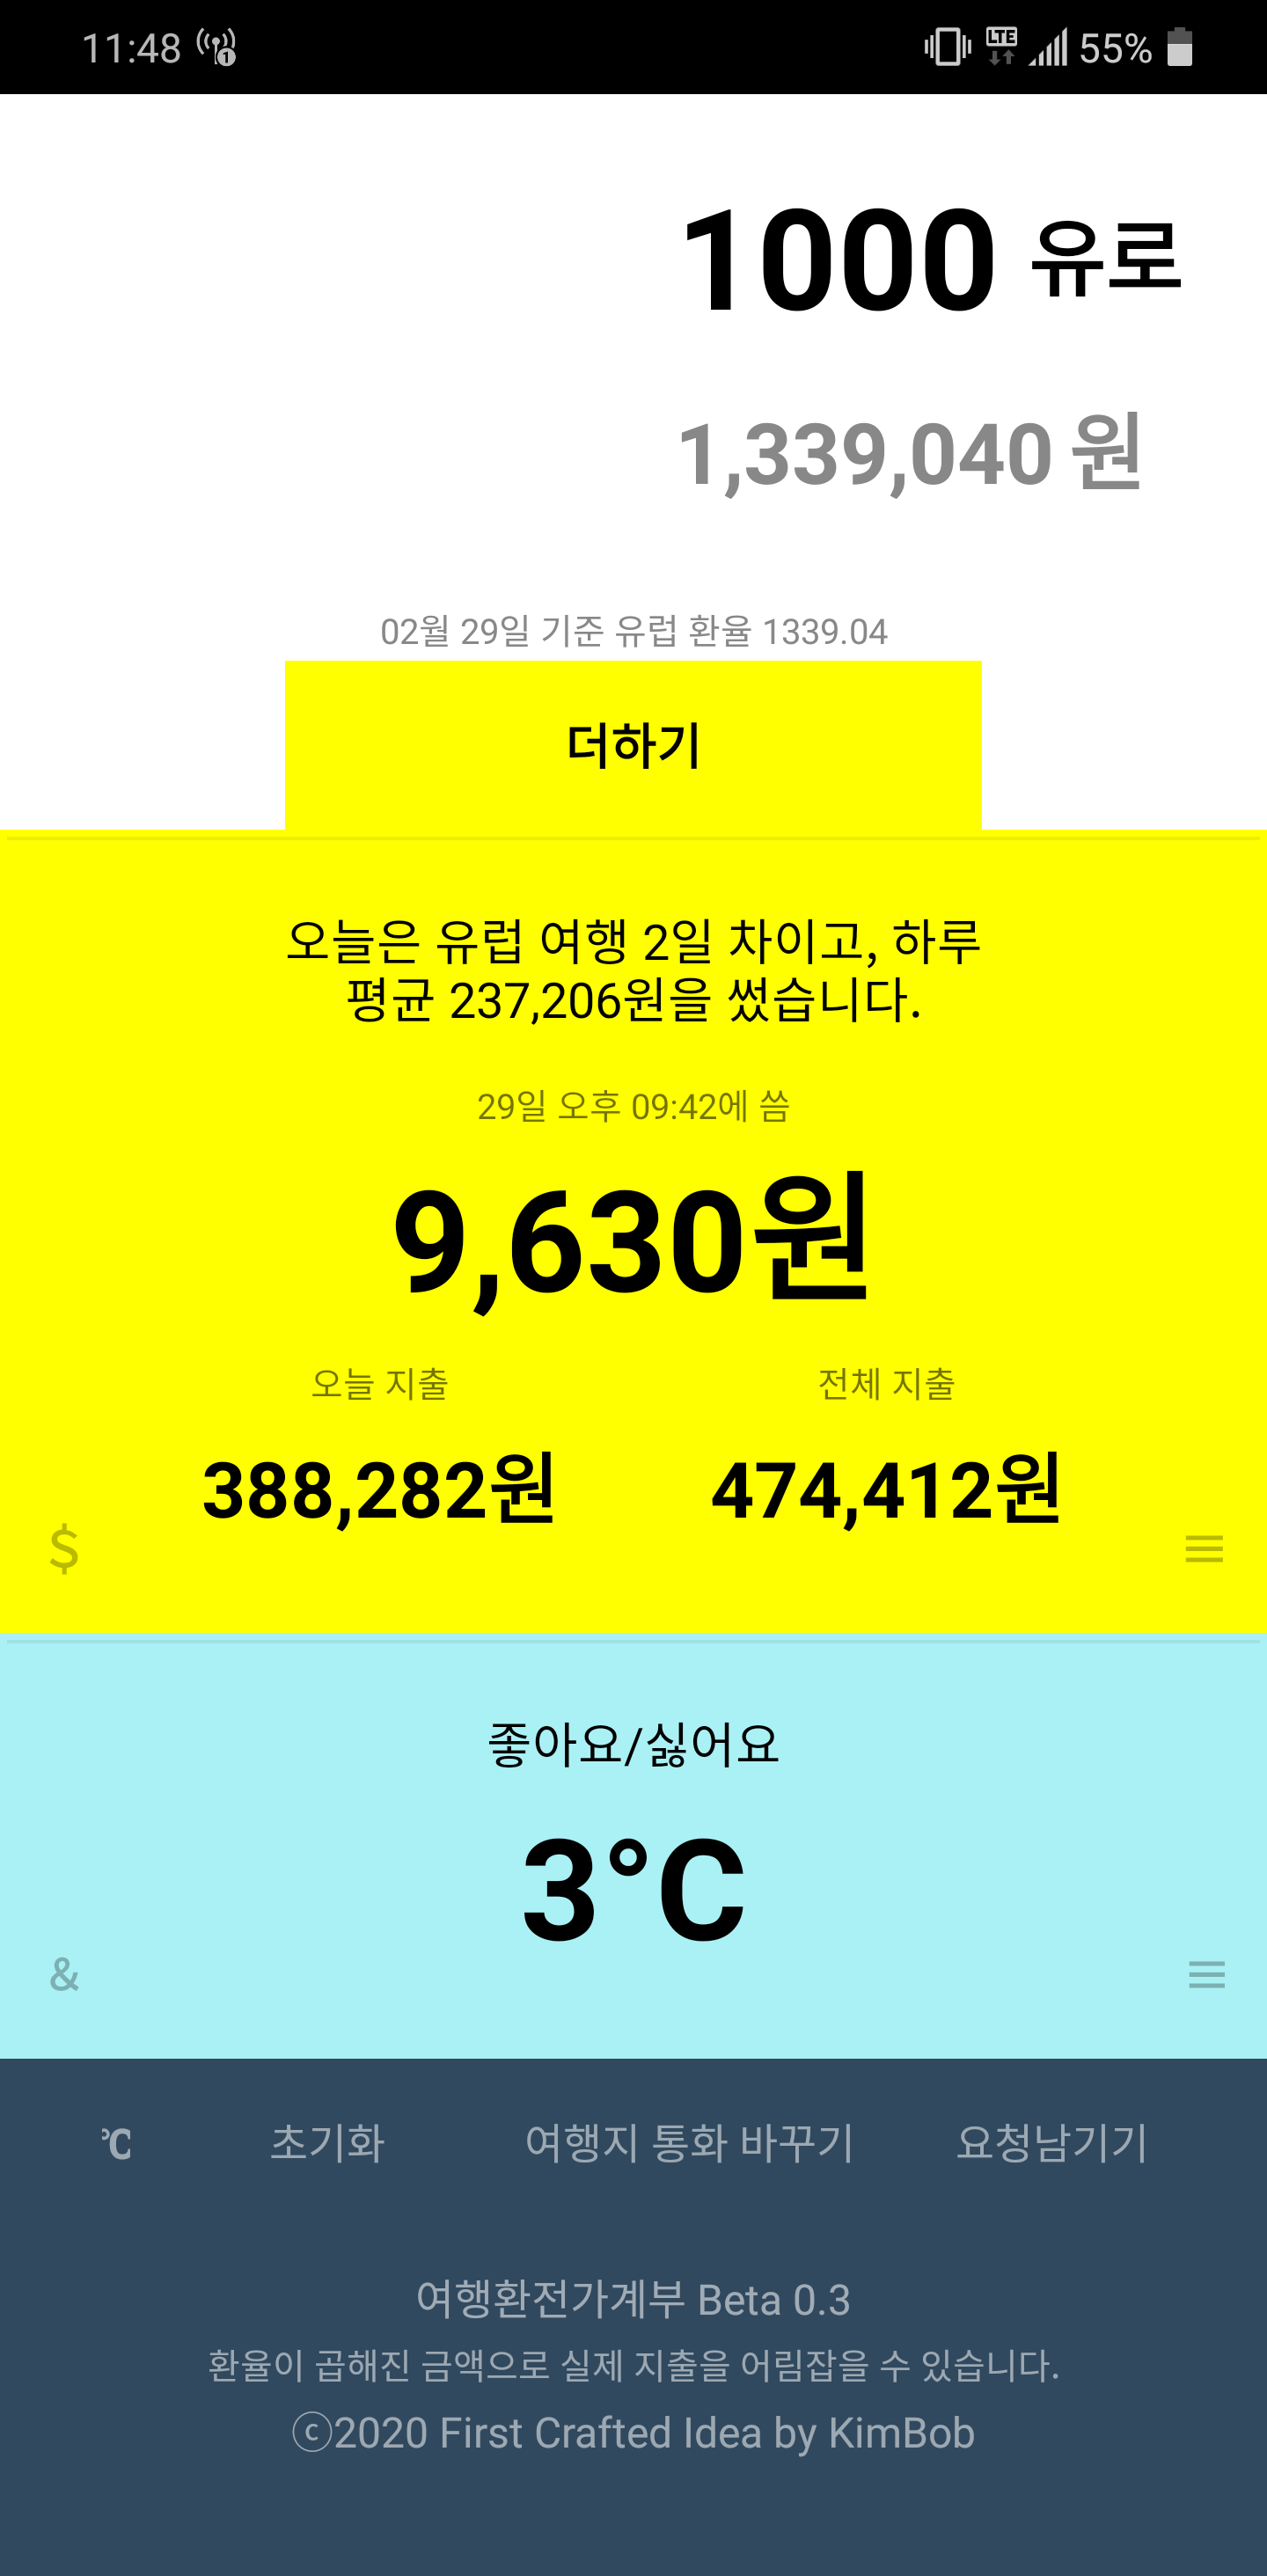 11:48 LTE 55%
1000 유로
1,339,040 원
02월 29일 기준 유럽 환율 1339.04
더하기
오늘은 유럽 여행 2일 차이고, 하루
평균 237,206원을 썼습니다.
29일 오후 09:42에 씀
9,630원
오늘 지출 전체 지출
388,282원 474,412원
$
좋아요/싫어요
3°C
&
℃ 초기화 여행지 통화 바꾸기 요청남기기
여행환전가계부 Beta 0.3
환율이 곱해진 금액으로 실제 지출을 어림잡을 수 있습니다.
ⓒ2020 First Crafted Idea by KimBob